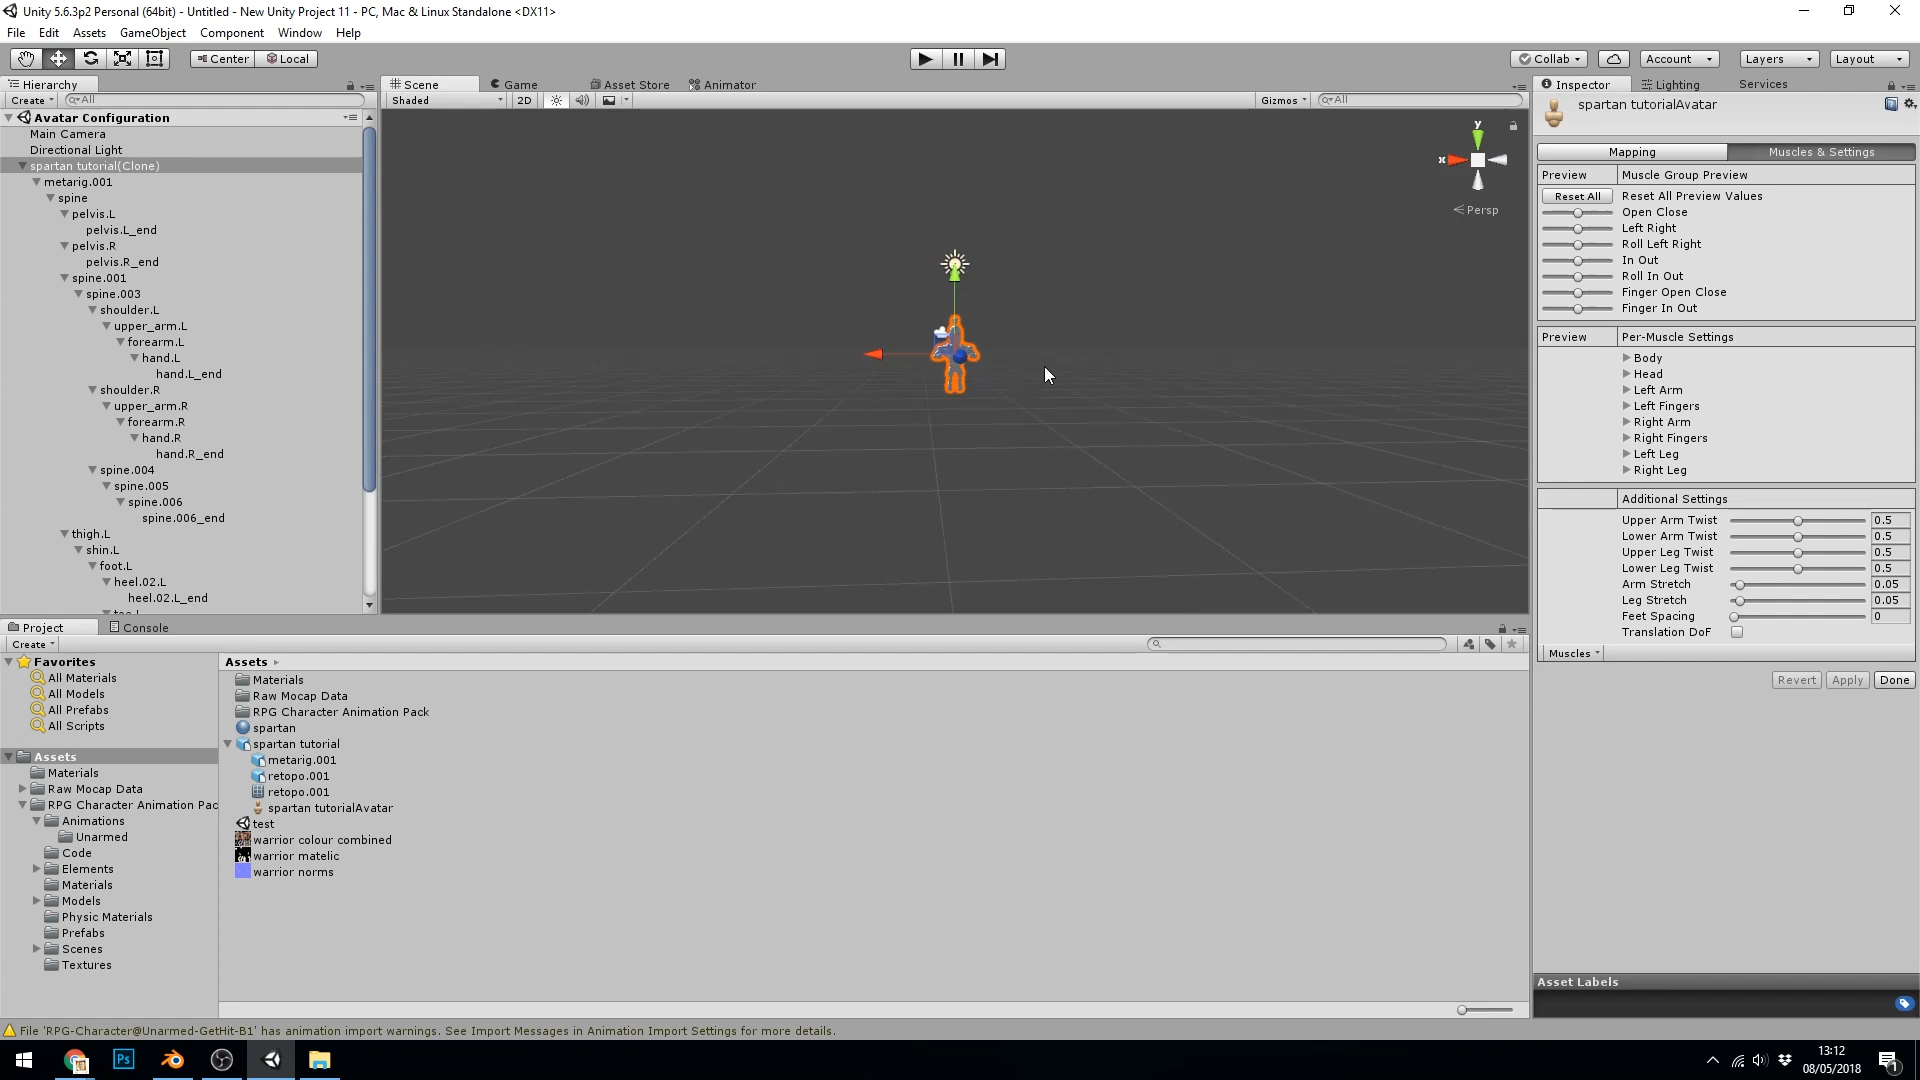 Unity 5.6.3p2 Personal (64bit) - Untitled - New Unity Project 11 - PC, Mac & Linux Standalone <DX11>
File Edit Assets GameObject Component Window Help
Center Local
Collab Account Layers Layout
Hierarchy
Create All
Avatar Configuration
Main Camera
Directional Light
spartan tutorial(Clone)
metarig.001
spine
pelvis.L
pelvis.L_end
pelvis.R
pelvis.R_end
spine.001
spine.003
shoulder.L
upper_arm.L
forearm.L
hand.L
hand.L_end
shoulder.R
upper_arm.R
forearm.R
hand.R
hand.R_end
spine.004
spine.005
spine.006
spine.006_end
thigh.L
shin.L
foot.L
heel.02.L
heel.02.L_end
Scene Game Asset Store Animator
Shaded 2D Gizmos All
y
x
Persp
Inspector Lighting Services
spartan tutorialAvatar
Mapping Muscles & Settings
Preview Muscle Group Preview
Reset All Reset All Preview Values
Open Close
Left Right
Roll Left Right
In Out
Roll In Out
Finger Open Close
Finger In Out
Preview Per-Muscle Settings
Body
Head
Left Arm
Left Fingers
Right Arm
Right Fingers
Left Leg
Right Leg
Additional Settings
Upper Arm Twist 0.5
Lower Arm Twist 0.5
Upper Leg Twist 0.5
Lower Leg Twist 0.5
Arm Stretch 0.05
Leg Stretch 0.05
Feet Spacing 0
Translation DoF
Muscles
Revert Apply Done
Asset Labels
Project Console
Create
Favorites
All Materials
All Models
All Prefabs
All Scripts
Assets
Materials
Raw Mocap Data
RPG Character Animation Pac
Animations
Unarmed
Code
Elements
Materials
Models
Physic Materials
Prefabs
Scenes
Textures
Assets
Materials
Raw Mocap Data
RPG Character Animation Pack
spartan
spartan tutorial
metarig.001
retopo.001
retopo.001
spartan tutorialAvatar
test
warrior colour combined
warrior matelic
warrior norms
File 'RPG-Character@Unarmed-GetHit-B1' has animation import warnings. See Import Messages in Animation Import Settings for more details.
Ps
13:12
08/05/2018
1